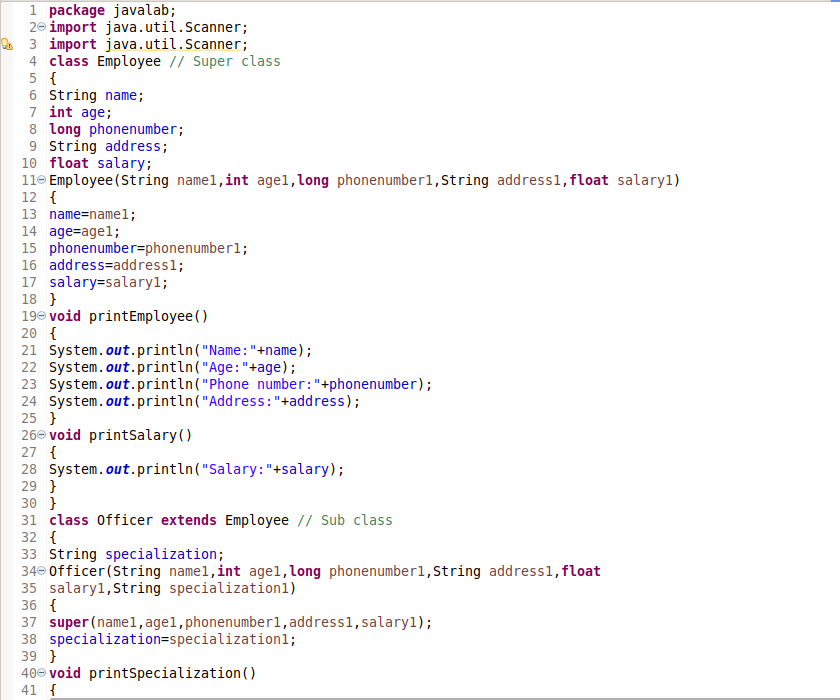 1 package javalab;
2 import java.util.Scanner;
3 import java.util.Scanner;
4 class Employee // Super class
5 {
6 String name;
7 int age;
8 long phonenumber;
9 String address;
10 float salary;
11 Employee(String name1,int age1,long phonenumber1,String address1,float salary1)
12 {
13 name=name1;
14 age=age1;
15 phonenumber=phonenumber1;
16 address=address1;
17 salary=salary1;
18 }
19 void printEmployee()
20 {
21 System.out.println("Name:"+name);
22 System.out.println("Age:"+age);
23 System.out.println("Phone number:"+phonenumber);
24 System.out.println("Address:"+address);
25 }
26 void printSalary()
27 {
28 System.out.println("Salary:"+salary);
29 }
30 }
31 class Officer extends Employee // Sub class
32 {
33 String specialization;
34 Officer(String name1,int age1,long phonenumber1,String address1,float
35 salary1,String specialization1)
36 {
37 super(name1,age1,phonenumber1,address1,salary1);
38 specialization=specialization1;
39 }
40 void printSpecialization()
41 {